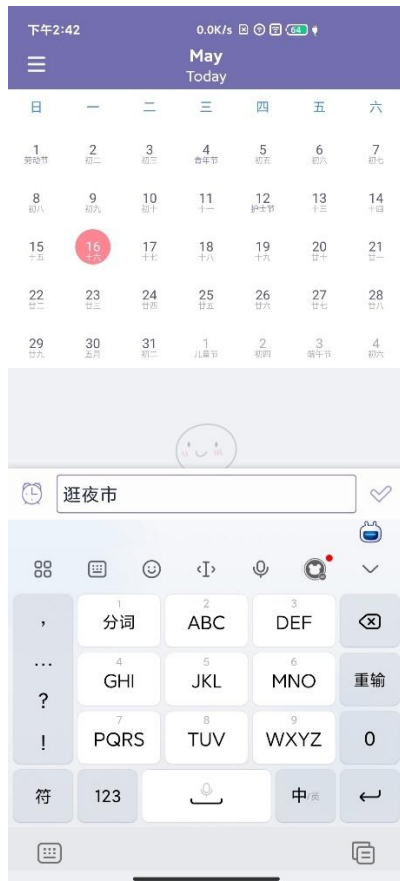 下午2:42 0.0K/s 64
May
Today
日 一 二 三 四 五 六
1 2 3 4 5 6 7
劳动节 初二 初三 青年节 初五 初六 初七
8 9 10 11 12 13 14
初八 初九 初十 十一 护士节 十三 十四
15 16 17 18 19 20 21
十五 十六 十七 十八 十九 二十 廿一
22 23 24 25 26 27 28
廿二 廿三 廿四 廿五 廿六 廿七 廿八
29 30 31 1 2 3 4
廿九 五月 初二 儿童节 初四 端午节 初六
逛夜市
1 2 3
， 分词 ABC DEF
4 5 6
… GHI JKL MNO 重输
?
7 8 9
! PQRS TUV WXYZ 0
符 123 中/英